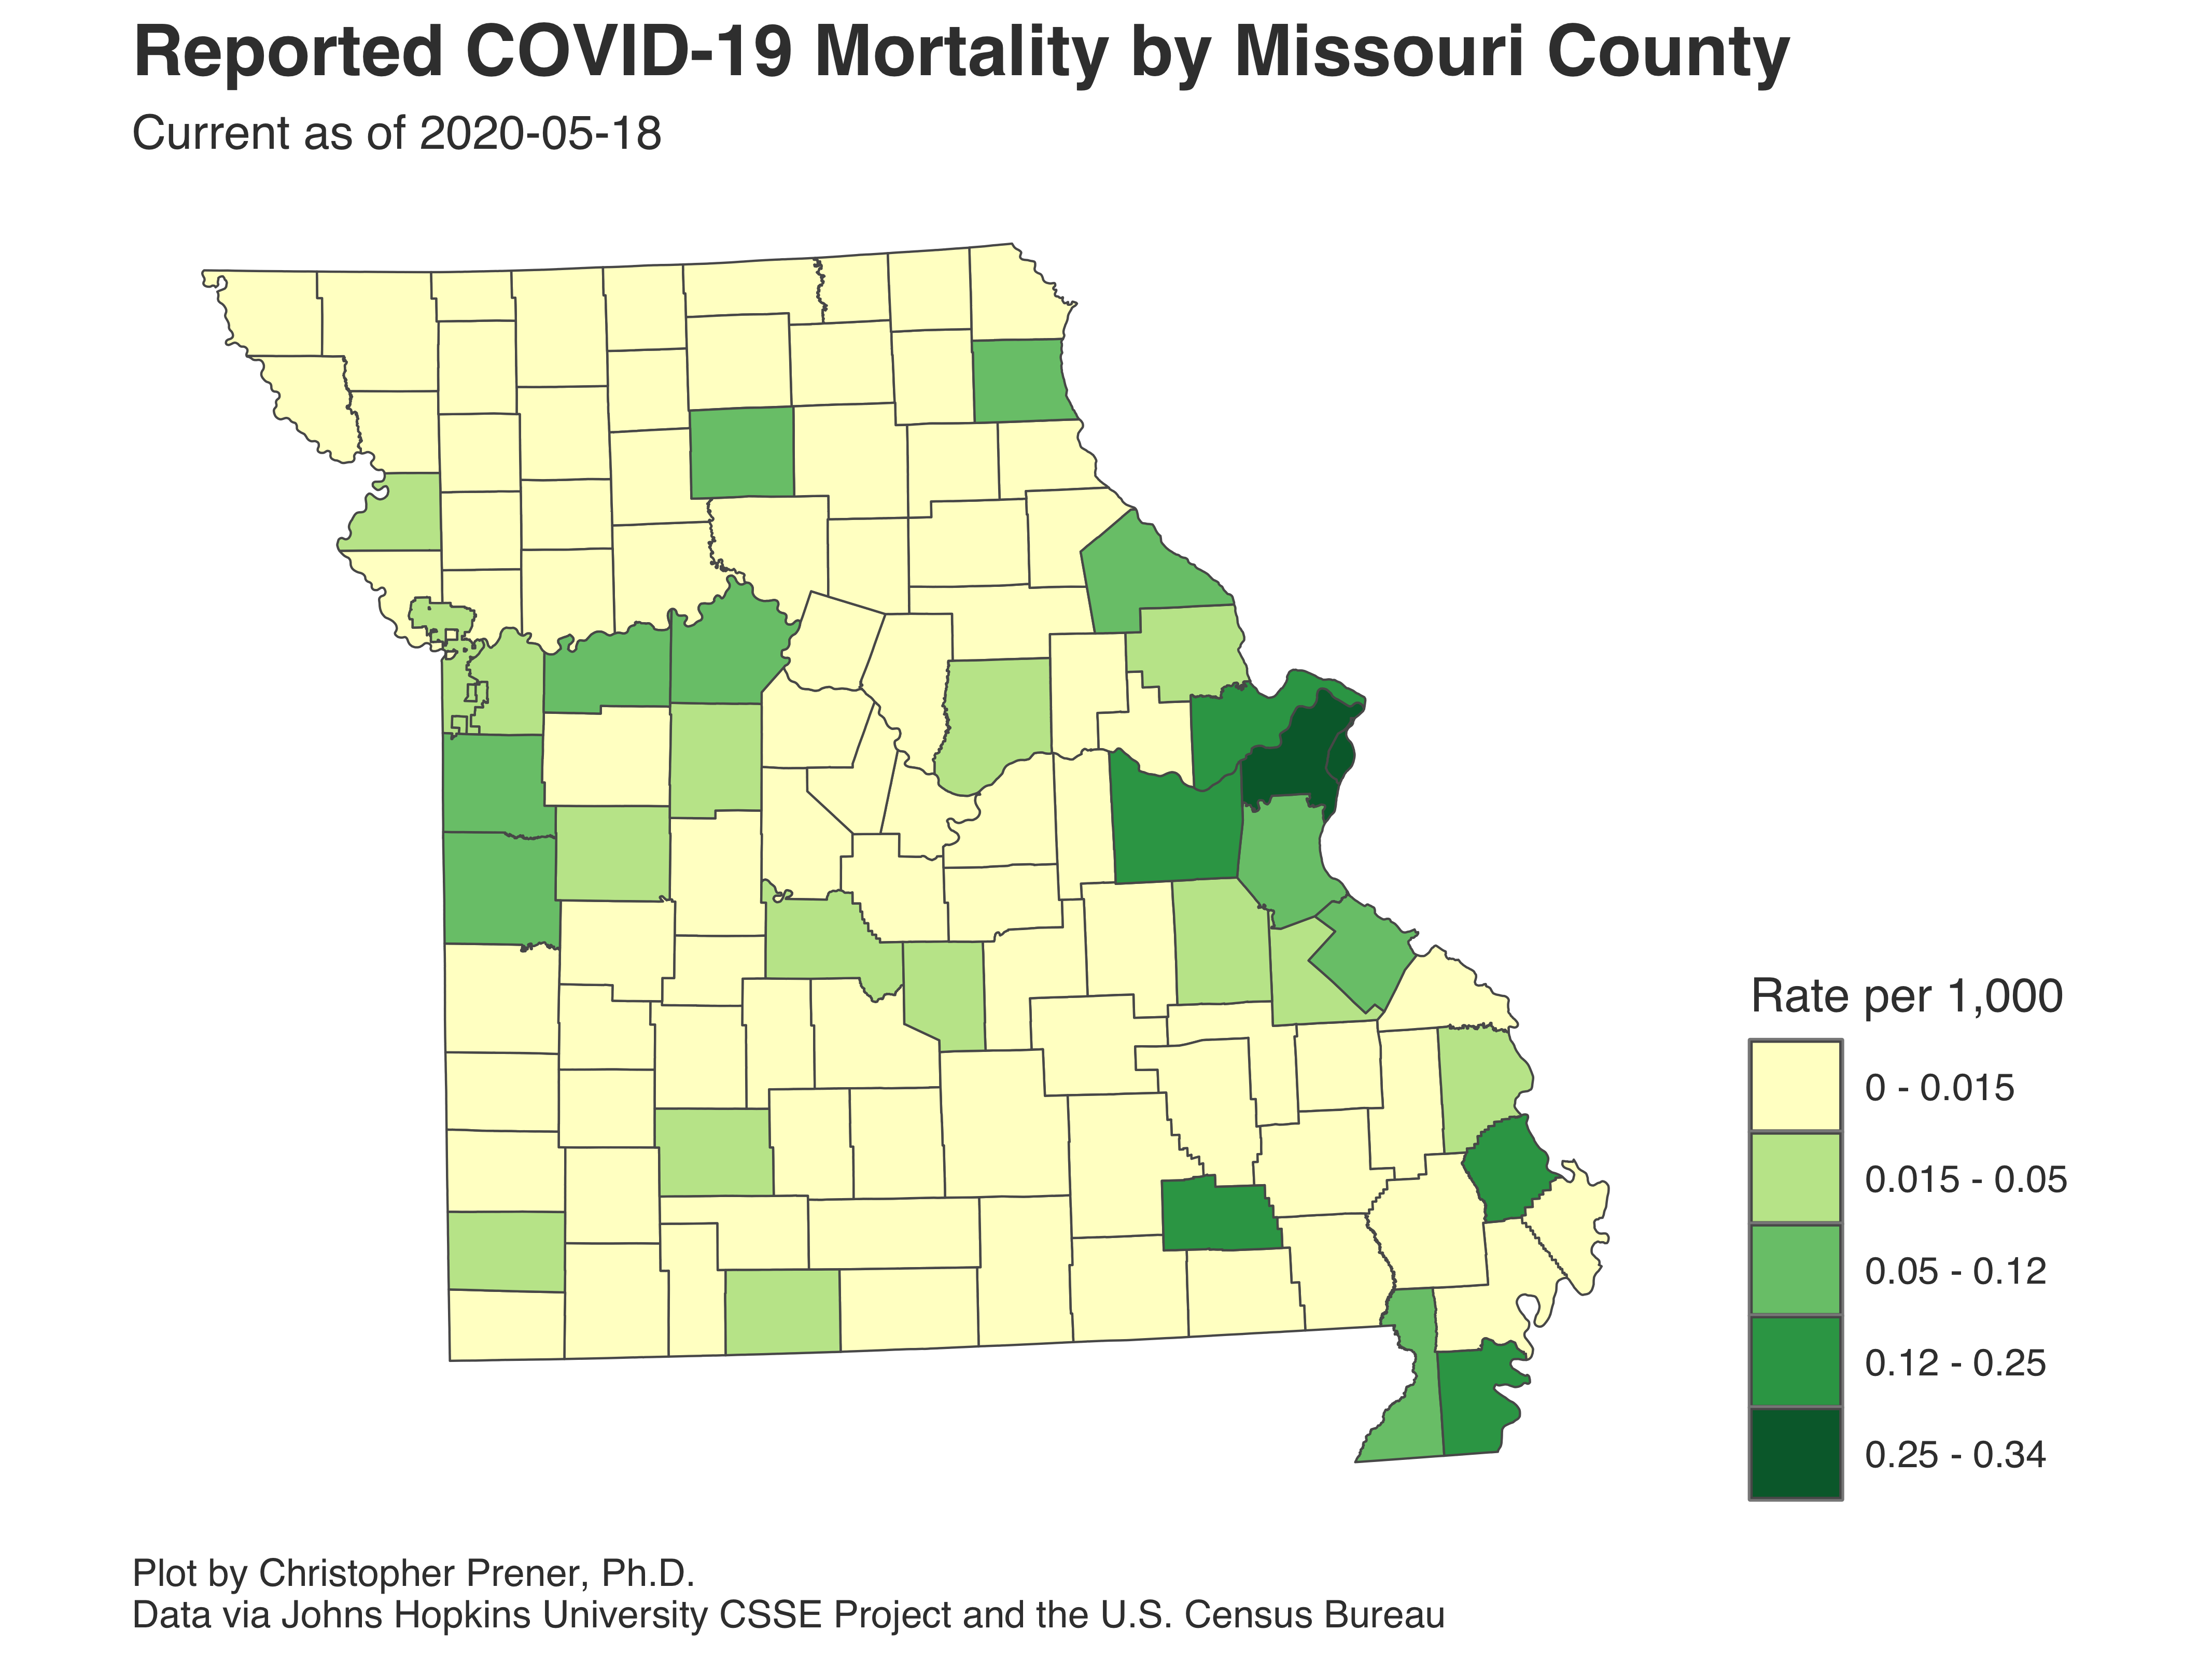 Reported COVID-19 Mortality by Missouri County
Current as of 2020-05-18
Rate per 1,000
0 - 0.015
0.015 - 0.05
0.05 - 0.12
0.12 - 0.25
0.25 - 0.34
Plot by Christopher Prener, Ph.D.
Data via Johns Hopkins University CSSE Project and the U.S. Census Bureau